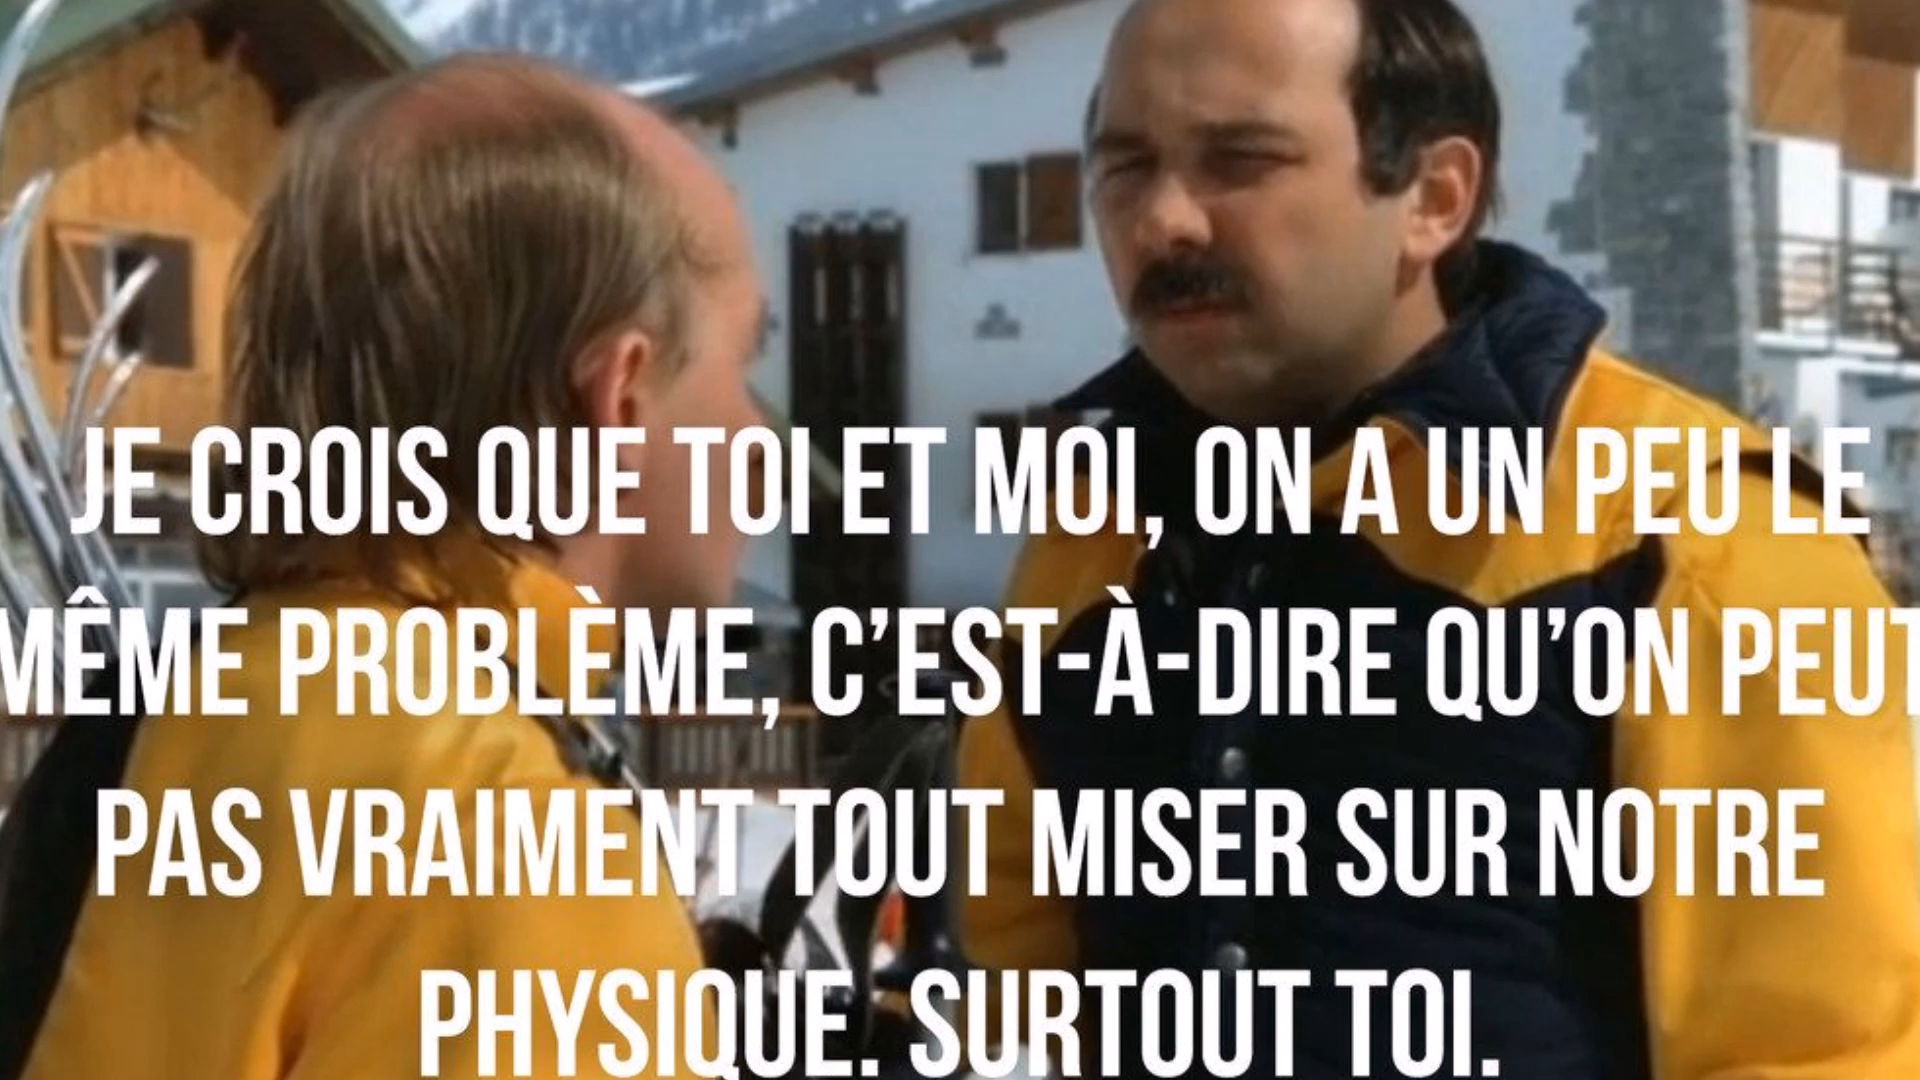 JE CROIS QUE TOI ET MOI, ON A UN PEU LE
MÊME PROBLÈME, C'EST-À-DIRE QU'ON PEUT
PAS VRAIMENT TOUT MISER SUR NOTRE
PHYSIQUE. SURTOUT TOI.